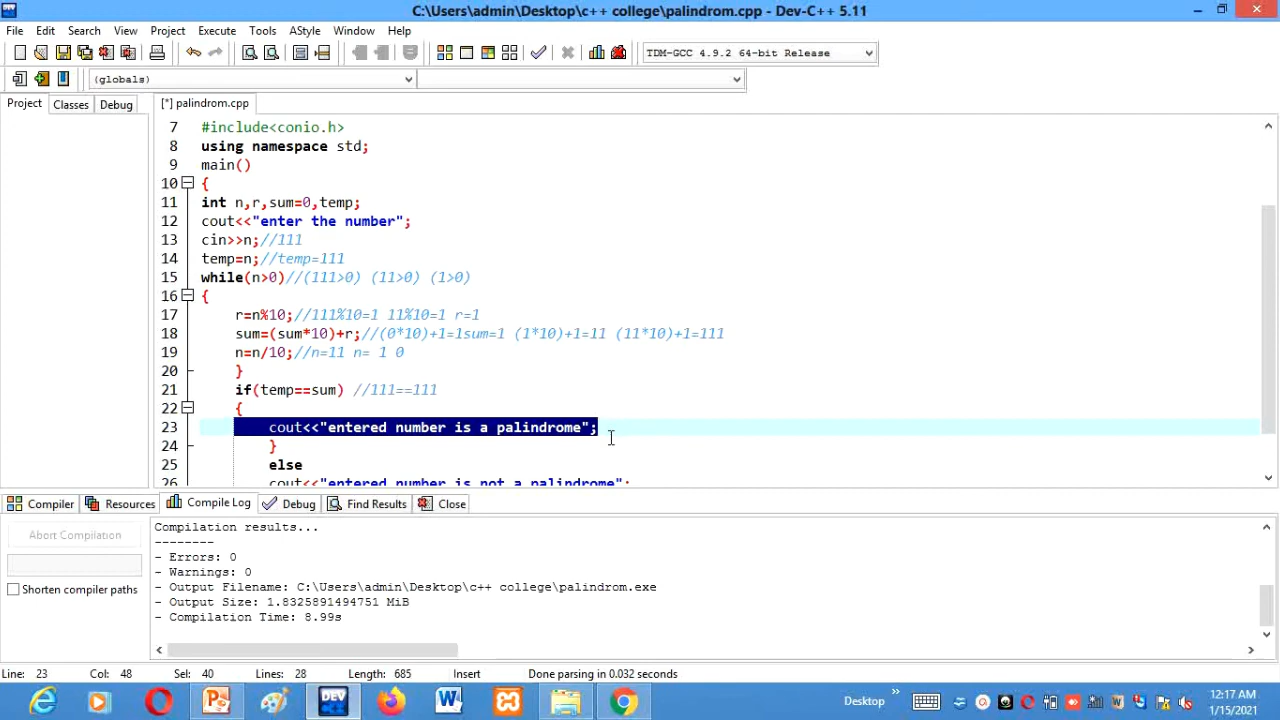 C:\Users\admin\Desktop\c++ college\palindrom.cpp - Dev-C++ 5.11
File Edit Search View Project Execute Tools AStyle Window Help
TDM-GCC 4.9.2 64-bit Release
(globals)
Project Classes Debug [*] palindrom.cpp
7 #include<conio.h>
8 using namespace std;
9 main()
10 {
11 int n,r,sum=0,temp;
12 cout<<"enter the number";
13 cin>>n;//111
14 temp=n;//temp=111
15 while(n>0)//(111>0) (11>0) (1>0)
16 {
17 r=n%10;//111%10=1 11%10=1 r=1
18 sum=(sum*10)+r;//(0*10)+1=1sum=1 (1*10)+1=11 (11*10)+1=111
19 n=n/10;//n=11 n= 1 0
20 }
21 if(temp==sum) //111==111
22 {
23 cout<<"entered number is a palindrome";
24 }
25 else
26 cout<<"entered number is not a palindrome";
Compiler Resources Compile Log Debug Find Results Close
Abort Compilation
Shorten compiler paths
Compilation results...
--------
- Errors: 0
- Warnings: 0
- Output Filename: C:\Users\admin\Desktop\c++ college\palindrom.exe
- Output Size: 1.8325891494751 MiB
- Compilation Time: 8.99s
Line: 23 Col: 48 Sel: 40 Lines: 28 Length: 685 Insert Done parsing in 0.032 seconds
DEV
Desktop
12:17 AM
1/15/2021